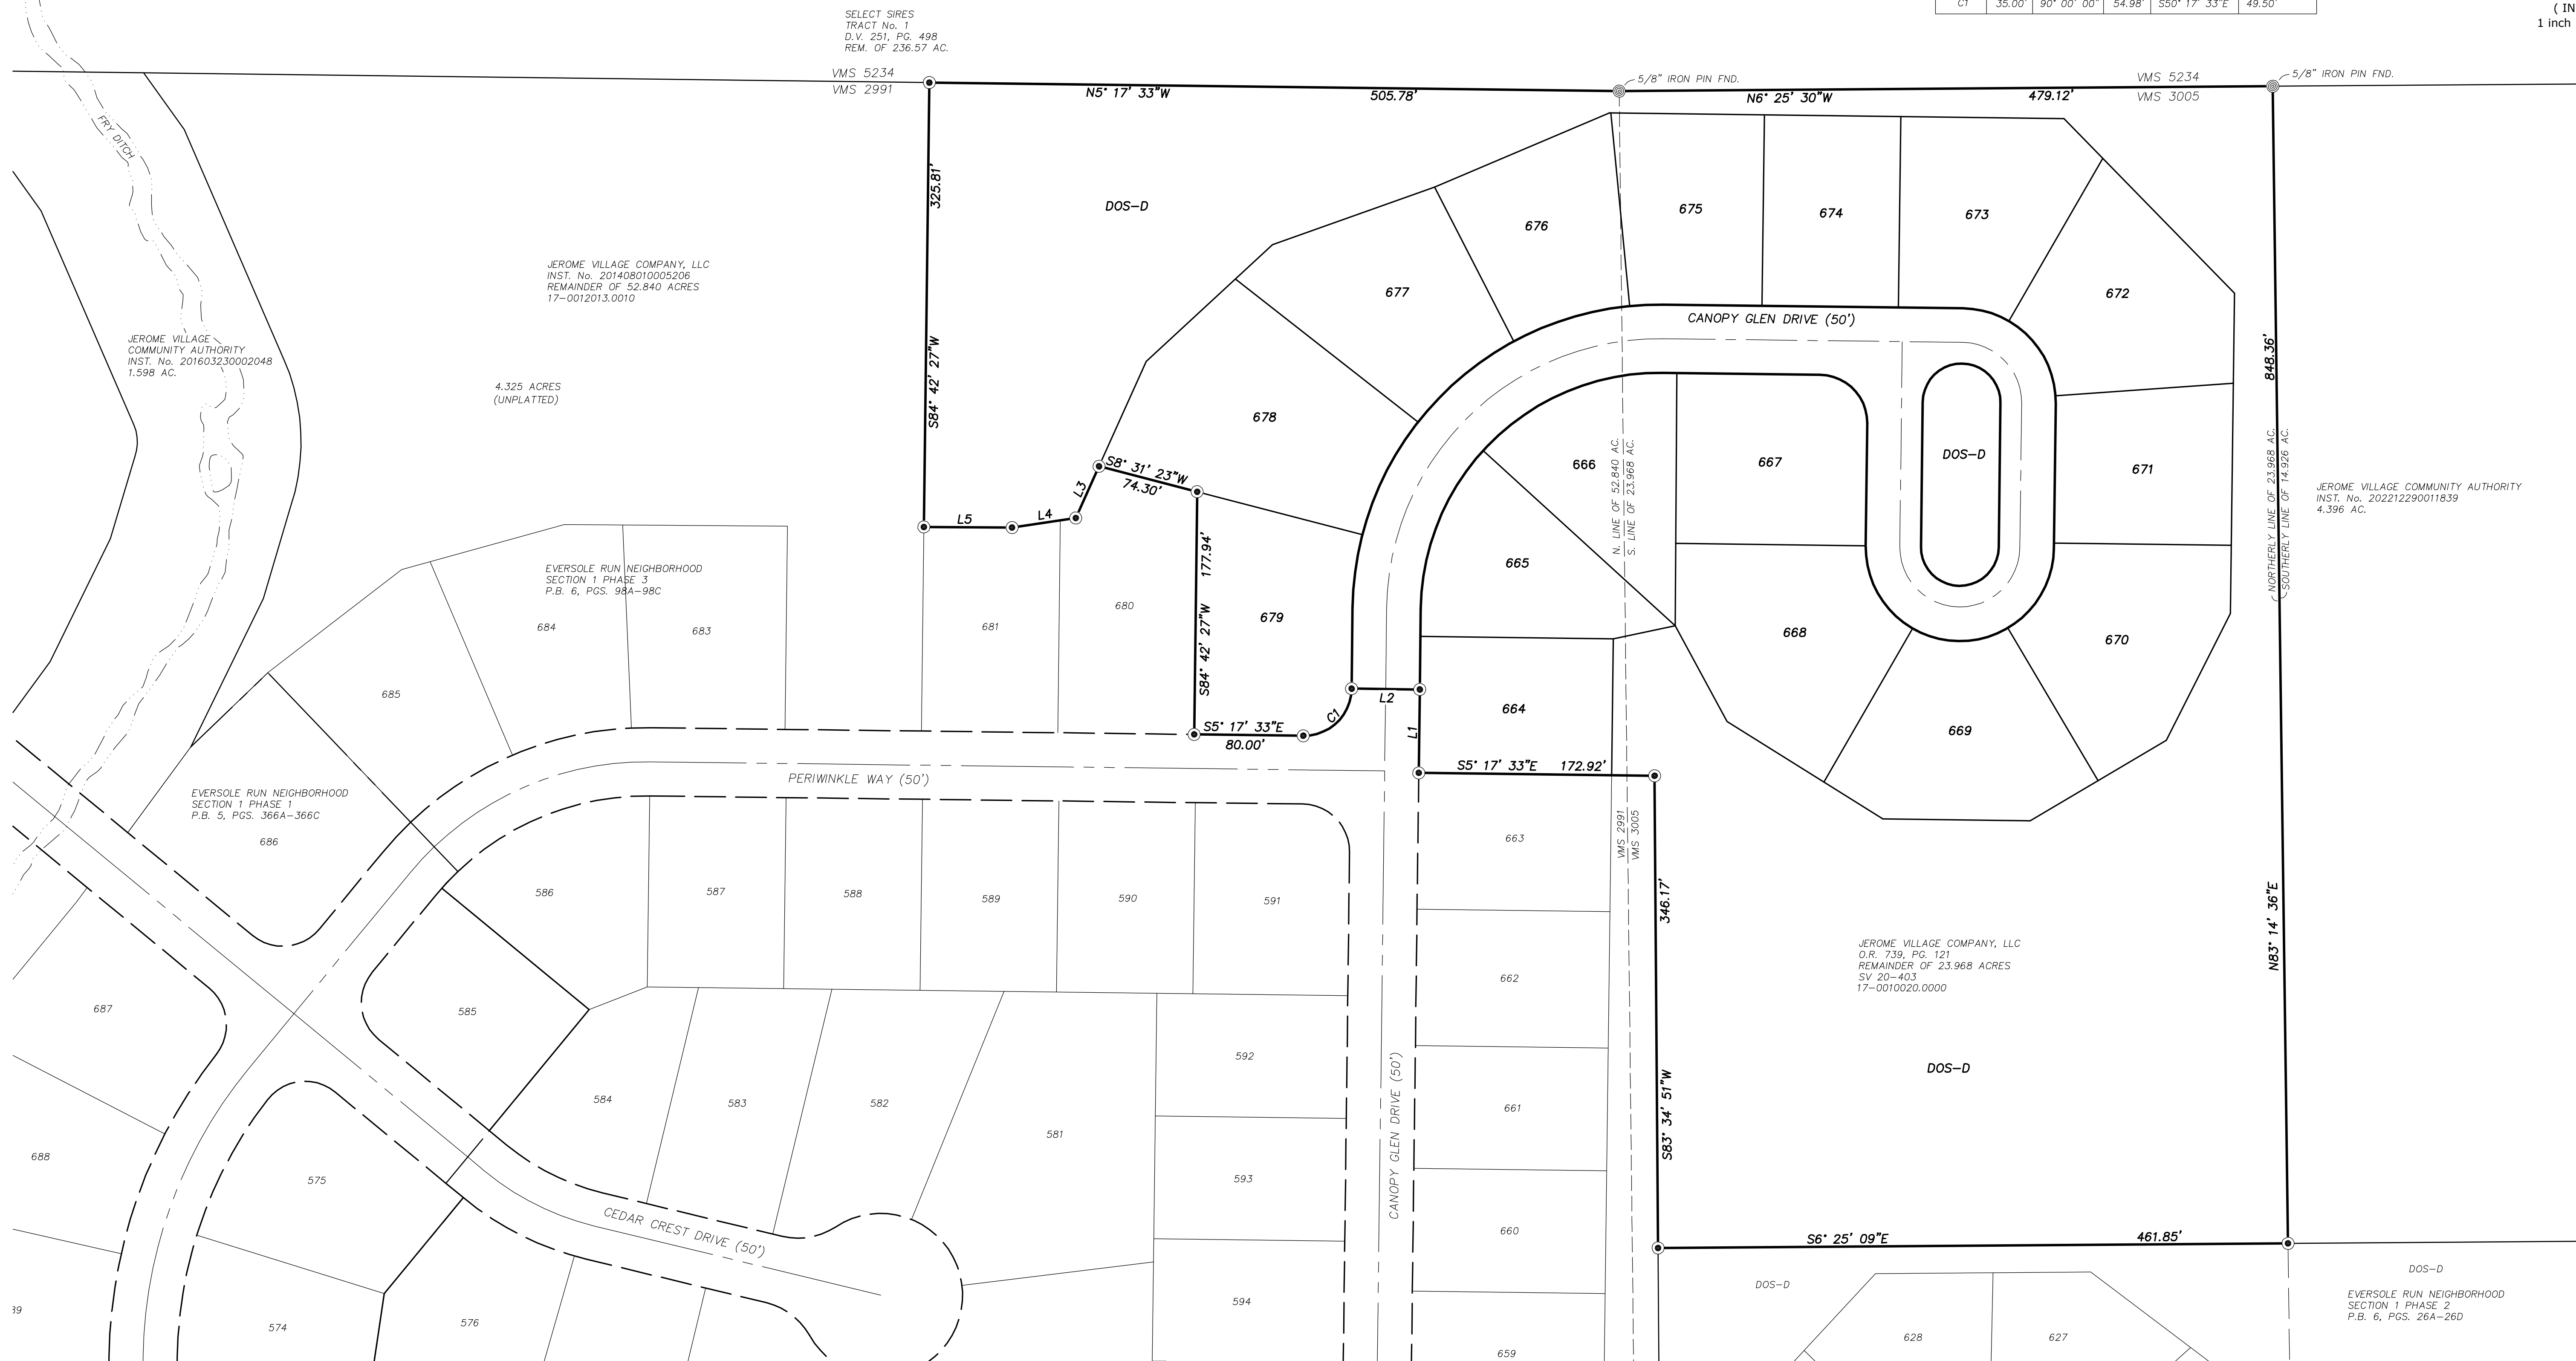 C1 35.00' 90° 00' 00" 54.98' S50° 17' 33"E 49.50'
( IN
1 inch
SELECT SIRES
TRACT No. 1
D.V. 251, PG. 498
REM. OF 236.57 AC.
VMS 5234
VMS 2991
N5° 17' 33"W
505.78'
5/8" IRON PIN FND.
N6° 25' 30"W
479.12'
VMS 5234
VMS 3005
5/8" IRON PIN FND.
FRY DITCH
325.81'
S84° 42' 27"W
DOS-D
JEROME VILLAGE COMPANY, LLC
INST. No. 201408010005206
REMAINDER OF 52.840 ACRES
17-0012013.0010
JEROME VILLAGE
COMMUNITY AUTHORITY
INST. No. 201603230002048
1.598 AC.
4.325 ACRES
(UNPLATTED)
676
675
674
673
672
677
678
CANOPY GLEN DRIVE (50')
848.36'
N83° 14' 36"E
666
667
DOS-D
671
N. LINE OF 52.840 AC.
S. LINE OF 23.968 AC.
NORTHERLY LINE OF 23.968 AC.
SOUTHERLY LINE OF 14.926 AC.
JEROME VILLAGE COMMUNITY AUTHORITY
INST. No. 202212290011839
4.396 AC.
S8° 31' 23"W
74.30'
L3
L4
L5
177.94'
S84° 42' 27"W
665
679
680
681
EVERSOLE RUN NEIGHBORHOOD
SECTION 1 PHASE 3
P.B. 6, PGS. 98A-98C
683
684
685
668
670
669
664
L2
L1
C1
S5° 17' 33"E
80.00'
S5° 17' 33"E 172.92'
PERIWINKLE WAY (50')
EVERSOLE RUN NEIGHBORHOOD
SECTION 1 PHASE 1
P.B. 5, PGS. 366A-366C
686
VMS 2991
VMS 3005
663
346.17'
S83° 34' 51"W
586
587
588
589
590
591
JEROME VILLAGE COMPANY, LLC
O.R. 739, PG. 121
REMAINDER OF 23.968 ACRES
SV 20-403
17-0010020.0000
662
687
585
592
DOS-D
CANOPY GLEN DRIVE (50')
584
583
582
581
661
688
575
593
660
CEDAR CREST DRIVE (50')
S6° 25' 09"E
461.85'
DOS-D
DOS-D
EVERSOLE RUN NEIGHBORHOOD
SECTION 1 PHASE 2
P.B. 6, PGS. 26A-26D
594
39
574
576
659
628
627